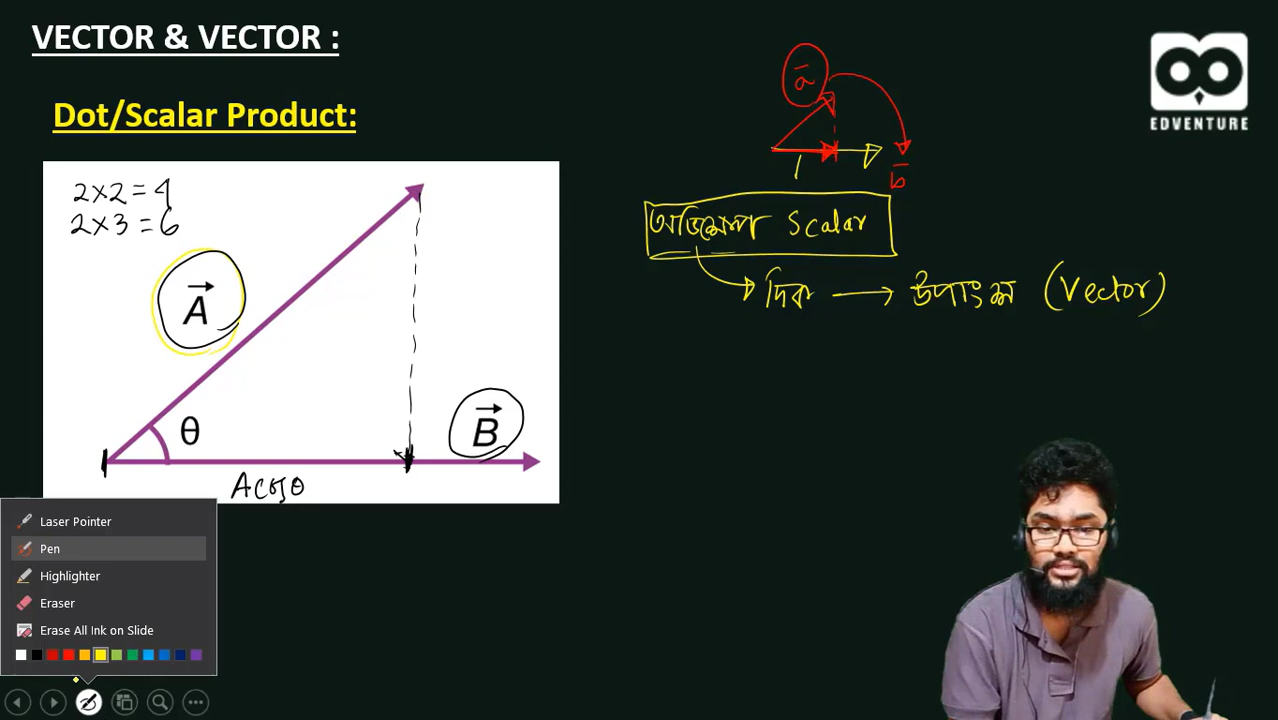 VECTOR & VECTOR :
Dot/Scalar Product:
2×2=4
2×3=6
A
θ
B
Acosθ
a
b
1
অভিক্ষেপ Scalar
দিক → উপাংশ (Vector)
EDVENTURE
Laser Pointer
Pen
Highlighter
Eraser
Erase All Ink on Slide